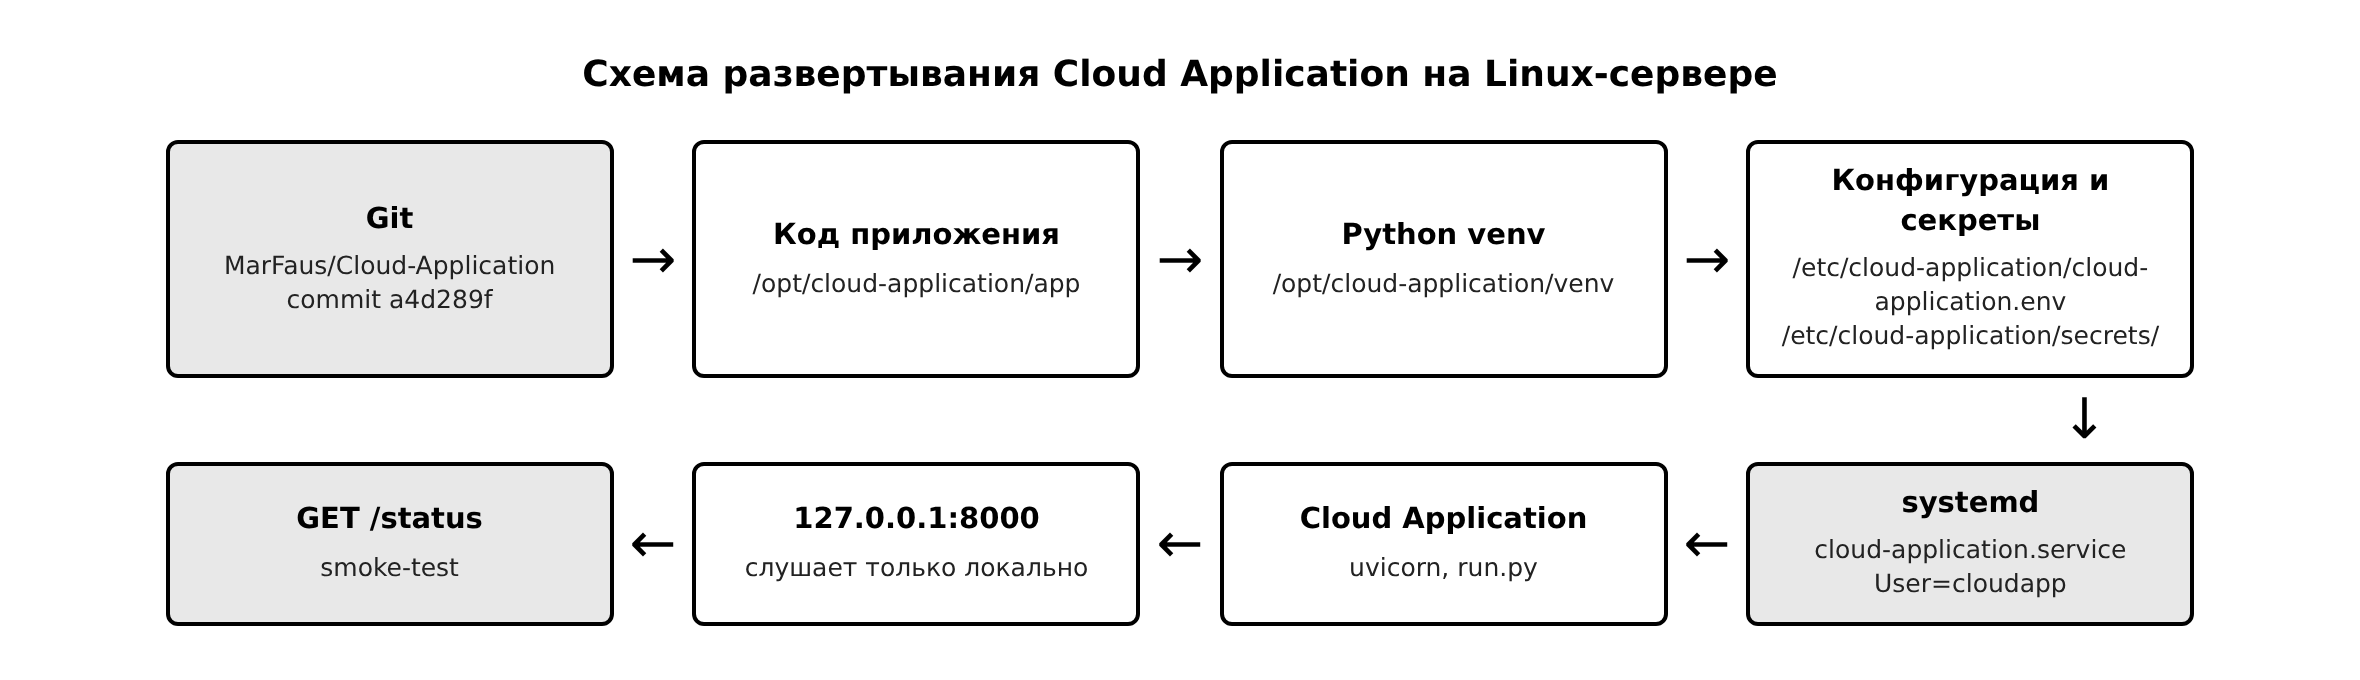 Схема развертывания Cloud Application на Linux-сервере
Git
MarFaus/Cloud-Application
commit a4d289f
→
Код приложения
/opt/cloud-application/app
→
Python venv
/opt/cloud-application/venv
→
Конфигурация и
секреты
/etc/cloud-application/cloud-
application.env
/etc/cloud-application/secrets/
↓
systemd
cloud-application.service
User=cloudapp
←
Cloud Application
uvicorn, run.py
←
127.0.0.1:8000
слушает только локально
←
GET /status
smoke-test